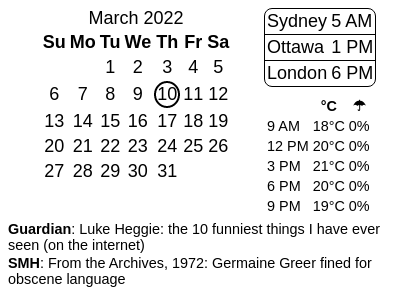 March 2022
Su Mo Tu We Th Fr Sa
1 2 3 4 5
6 7 8 9 10 11 12
13 14 15 16 17 18 19
20 21 22 23 24 25 26
27 28 29 30 31
Sydney 5 AM
Ottawa 1 PM
London 6 PM
°C ☂
9 AM 18°C 0%
12 PM 20°C 0%
3 PM 21°C 0%
6 PM 20°C 0%
9 PM 19°C 0%
Guardian: Luke Heggie: the 10 funniest things I have ever
seen (on the internet)
SMH: From the Archives, 1972: Germaine Greer fined for
obscene language